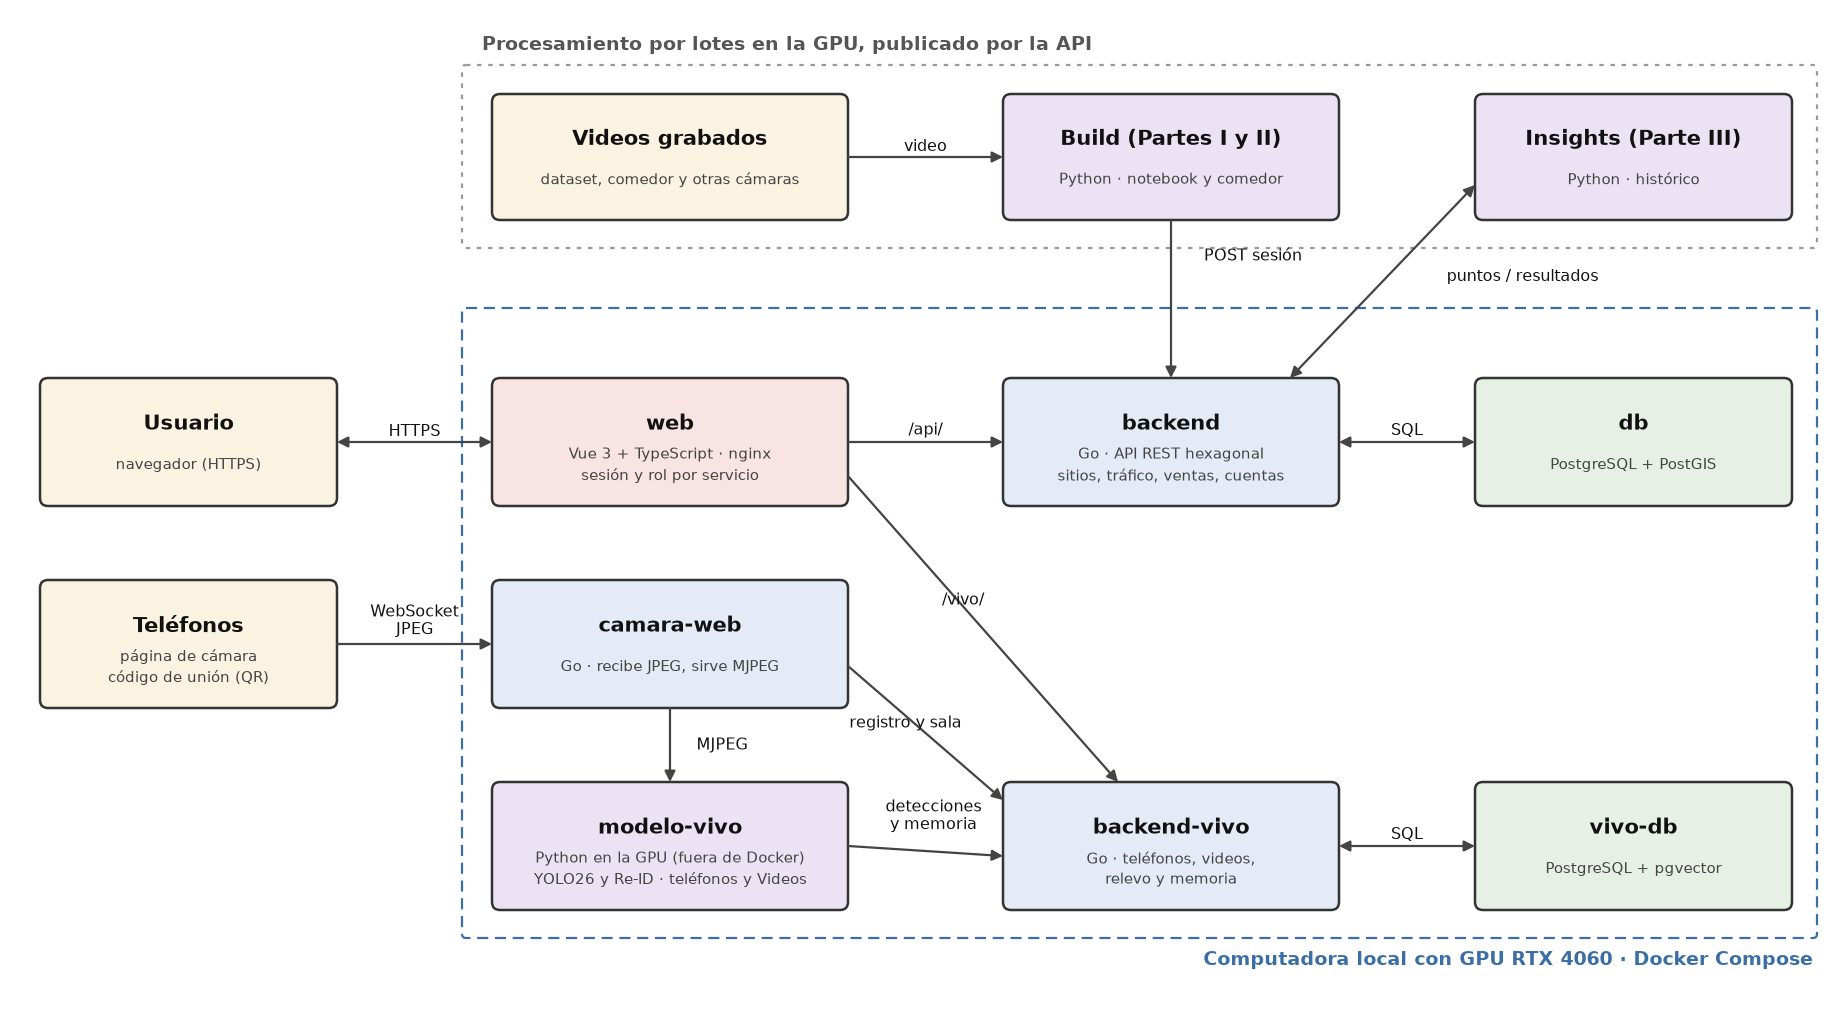 Procesamiento por lotes en la GPU, publicado por la API
Videos grabados
dataset, comedor y otras cámaras
video
Build (Partes I y II)
Python · notebook y comedor
Insights (Parte III)
Python · histórico
POST sesión
puntos / resultados
Usuario
navegador (HTTPS)
HTTPS
web
Vue 3 + TypeScript · nginx
sesión y rol por servicio
/api/
backend
Go · API REST hexagonal
sitios, tráfico, ventas, cuentas
SQL
db
PostgreSQL + PostGIS
Teléfonos
página de cámara
código de unión (QR)
WebSocket
JPEG
camara-web
Go · recibe JPEG, sirve MJPEG
/vivo/
registro y sala
MJPEG
modelo-vivo
Python en la GPU (fuera de Docker)
YOLO26 y Re-ID · teléfonos y Videos
detecciones
y memoria
backend-vivo
Go · teléfonos, videos,
relevo y memoria
SQL
vivo-db
PostgreSQL + pgvector
Computadora local con GPU RTX 4060 · Docker Compose